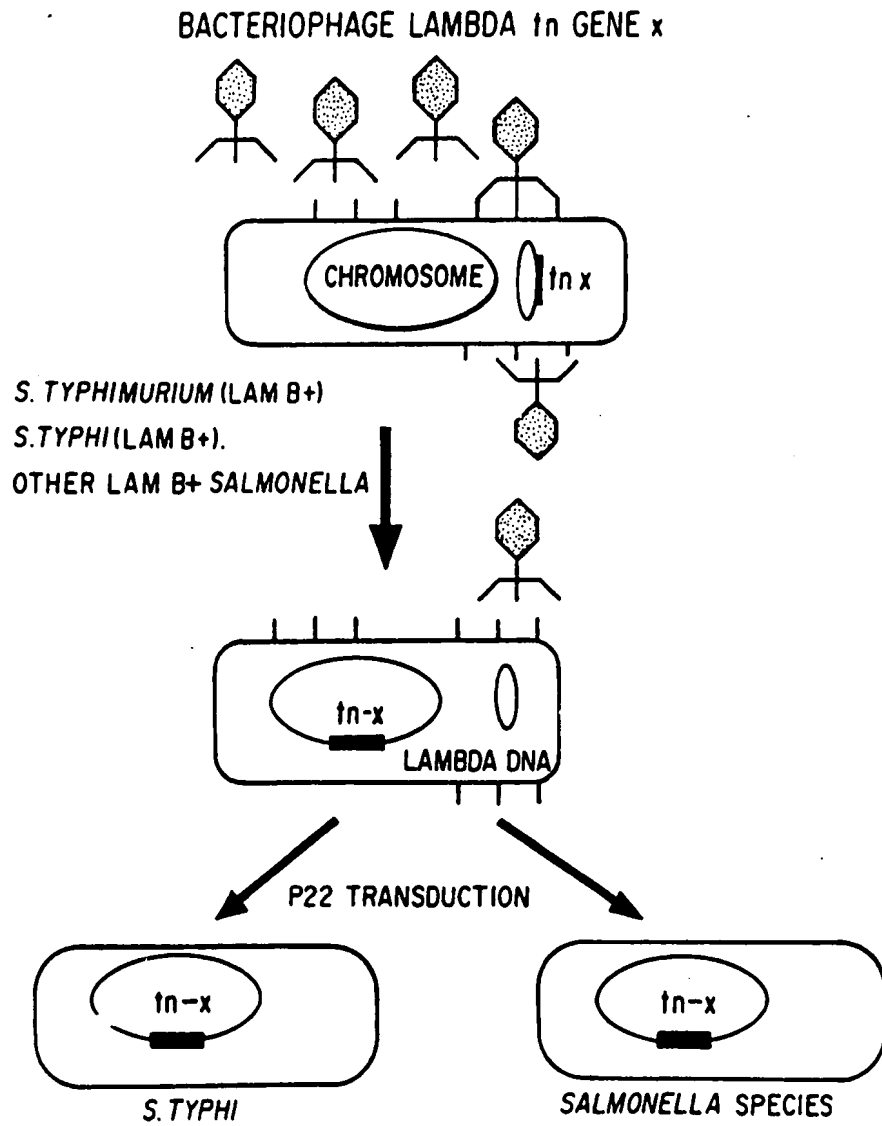 BACTERIOPHAGE LAMBDA tn GENE x
CHROMOSOME
tn x
S. TYPHIMURIUM (LAM B+)
S.TYPHI (LAM B+).
OTHER LAM B+ SALMONELLA
tn-x
LAMBDA DNA
P22 TRANSDUCTION
tn-x
tn-x
S. TYPHI
SALMONELLA SPECIES